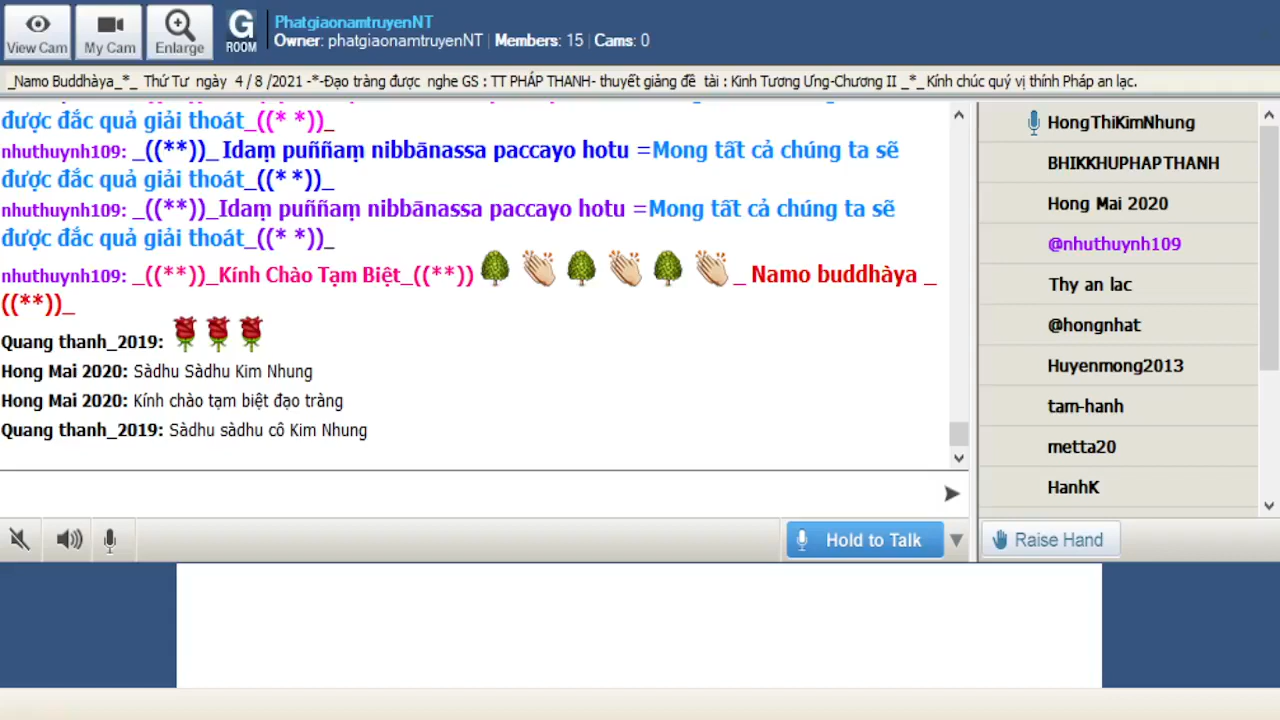 View Cam
My Cam
Enlarge
G
ROOM
PhatgiaonamtruyenNT
Owner: phatgiaonamtruyenNT | Members: 15 | Cams: 0
_Namo Buddhàya_*_ Thứ Tư ngày 4 / 8 /2021 -*-Đạo tràng được nghe GS : TT PHÁP THANH- thuyết giảng đề tài : Kinh Tương Ưng-Chương II _*_ Kính chúc quý vị thính Pháp an lạc.
được đắc quả giải thoát_((* *))_
nhuthuynh109: _((**))_ Idaṃ puññaṃ nibbānassa paccayo hotu =Mong tất cả chúng ta sẽ
được đắc quả giải thoát_((* *))_
nhuthuynh109: _((**))_Idaṃ puññaṃ nibbānassa paccayo hotu =Mong tất cả chúng ta sẽ
được đắc quả giải thoát_((* *))_
nhuthuynh109: _((**))_Kính Chào Tạm Biệt_((**)) _ Namo buddhàya _
((**))_
Quang thanh_2019:
Hong Mai 2020: Sàdhu Sàdhu Kim Nhung
Hong Mai 2020: Kính chào tạm biệt đạo tràng
Quang thanh_2019: Sàdhu sàdhu cô Kim Nhung
HongThiKimNhung
BHIKKHUPHAPTHANH
Hong Mai 2020
@nhuthuynh109
Thy an lac
@hongnhat
Huyenmong2013
tam-hanh
metta20
HanhK
Hold to Talk
Raise Hand